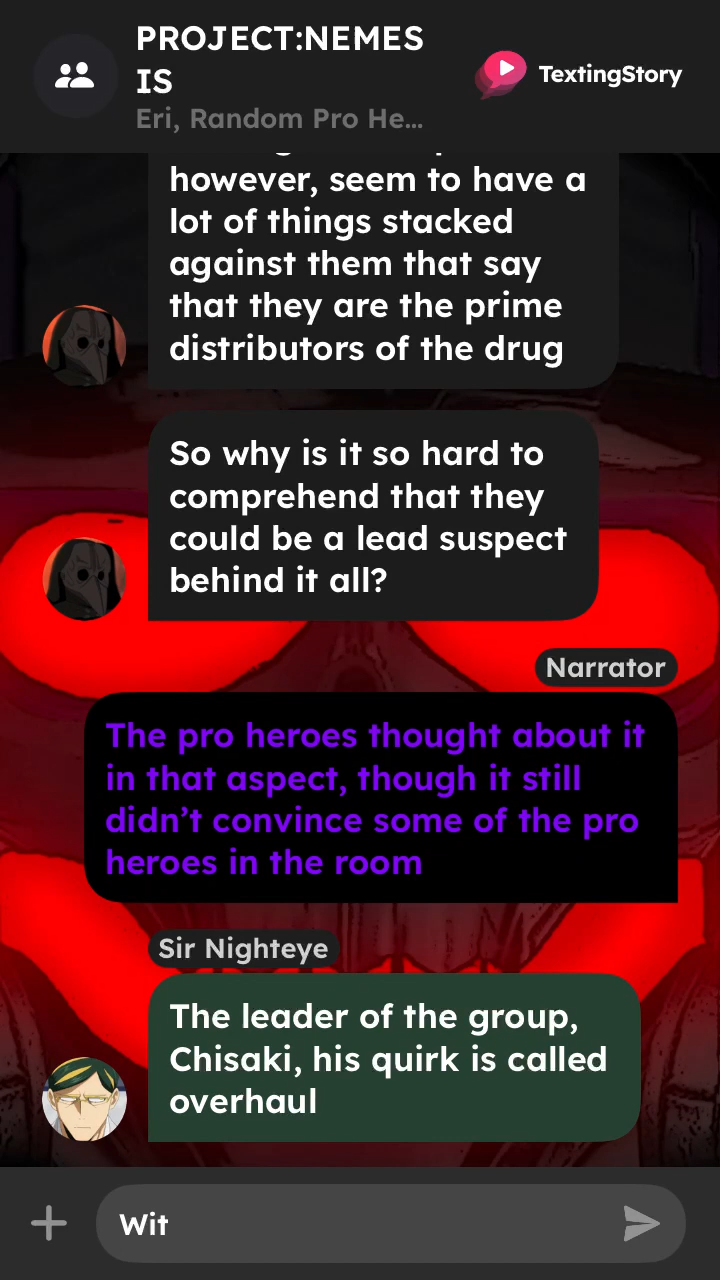 PROJECT:NEMES
IS
Eri, Random Pro He...
TextingStory
however, seem to have a
lot of things stacked
against them that say
that they are the prime
distributors of the drug
So why is it so hard to
comprehend that they
could be a lead suspect
behind it all?
Narrator
The pro heroes thought about it
in that aspect, though it still
didn’t convince some of the pro
heroes in the room
Sir Nighteye
The leader of the group,
Chisaki, his quirk is called
overhaul
Wit